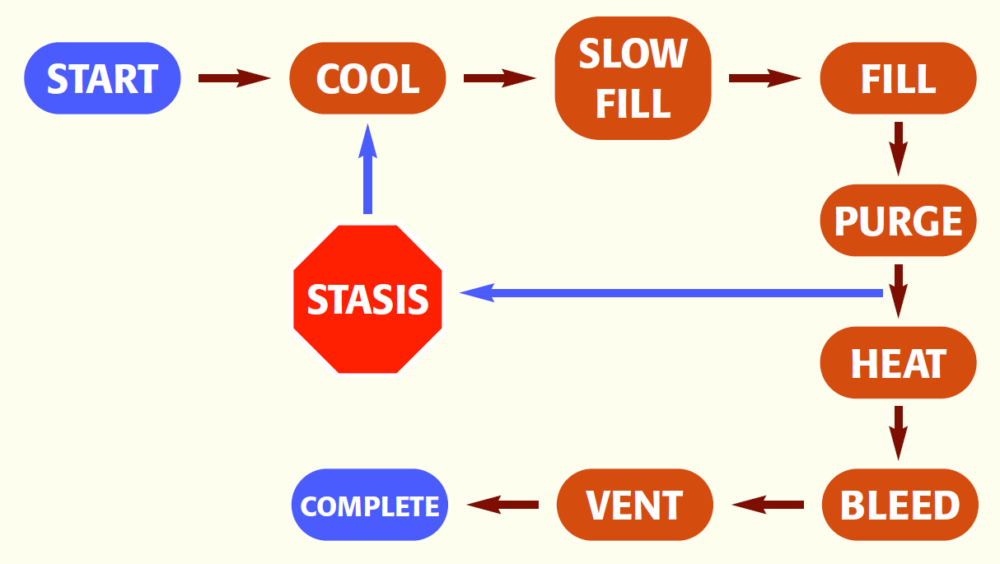 START
COOL
SLOW
FILL
FILL
PURGE
STASIS
HEAT
COMPLETE
VENT
BLEED